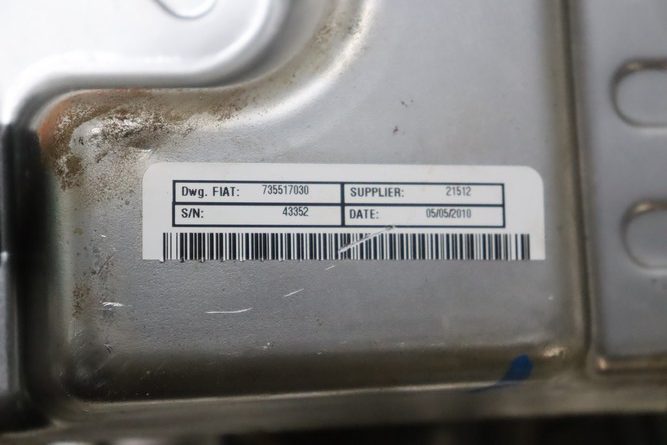 Dwg. FIAT: 735517030 SUPPLIER: 21512
S/N: 43352 DATE: 05/05/2010